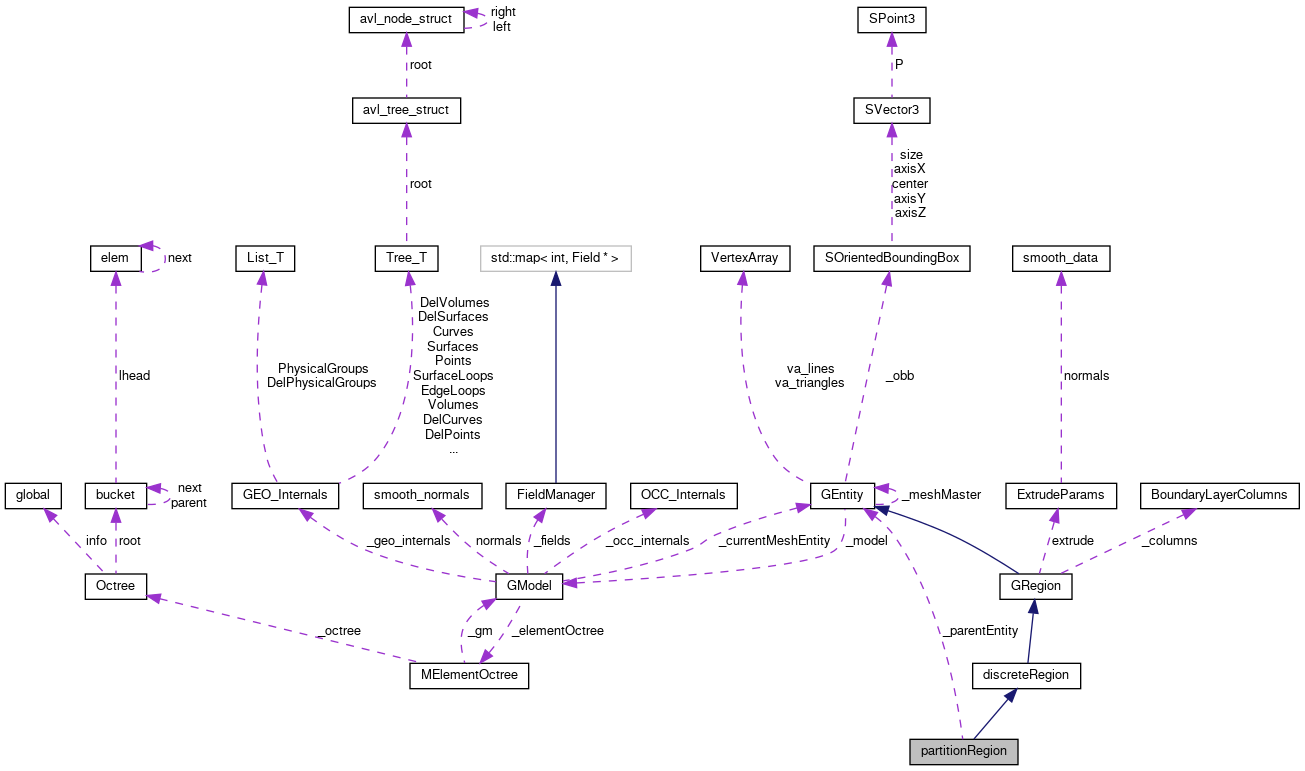 avl_node_struct
right
left
SPoint3
root
P
avl_tree_struct
SVector3
root
size
axisX
center
axisY
axisZ
elem
next
List_T
Tree_T
std::map< int, Field * >
VertexArray
SOrientedBoundingBox
smooth_data
lhead
PhysicalGroups
DelPhysicalGroups
DelVolumes
DelSurfaces
Curves
Surfaces
Points
SurfaceLoops
EdgeLoops
Volumes
DelCurves
DelPoints
...
va_lines
va_triangles
_obb
normals
global
bucket
next
parent
GEO_Internals
smooth_normals
FieldManager
OCC_Internals
GEntity
_meshMaster
ExtrudeParams
BoundaryLayerColumns
info
root
_geo_internals
normals
_fields
_occ_internals
_currentMeshEntity
_model
extrude
_columns
Octree
GModel
GRegion
_octree
_gm
_elementOctree
_parentEntity
MElementOctree
discreteRegion
partitionRegion